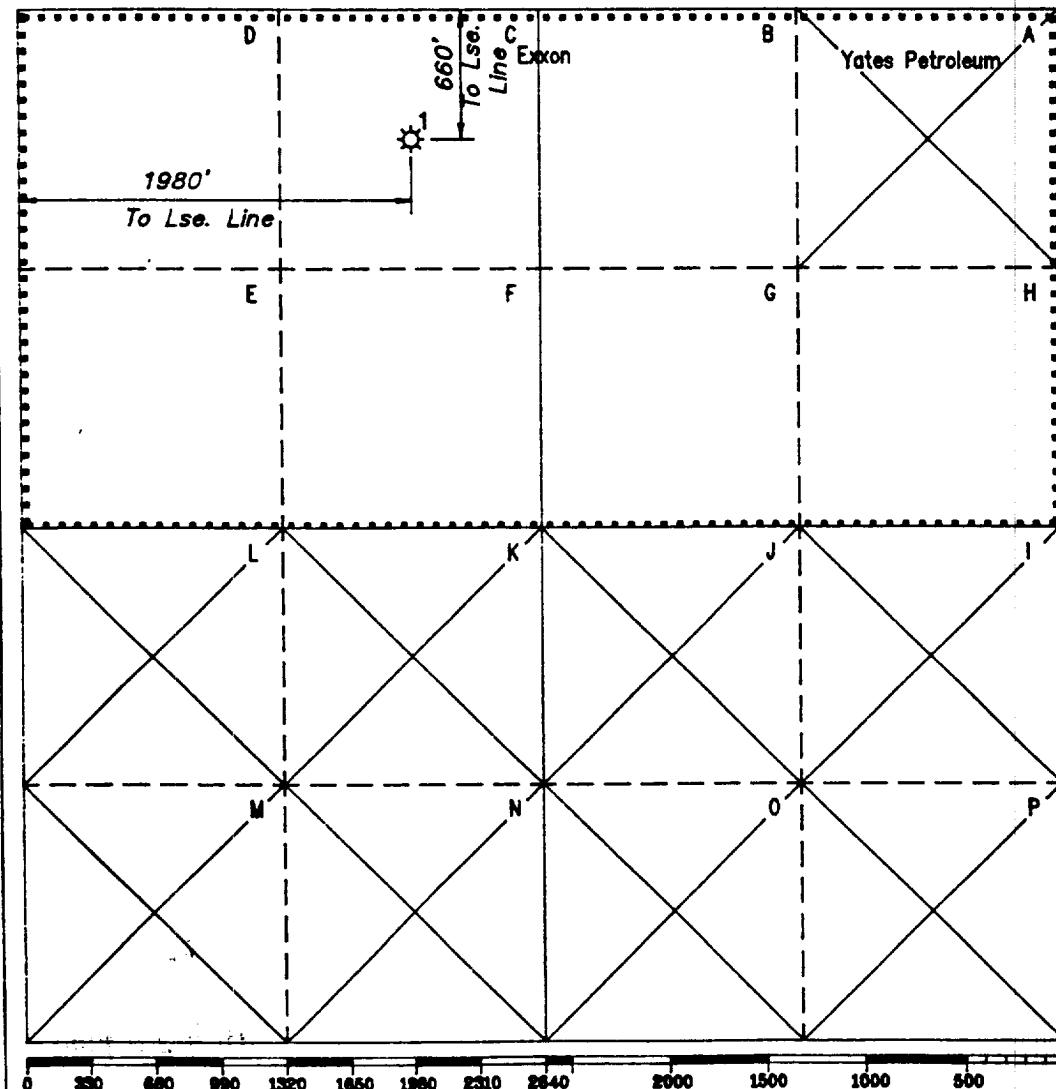 D C B A
Exxon
Yates Petroleum
660'
To Lse.
Line
1
1980'
To Lse. Line
E F G H
L K J I
M N O P
0 330 660 990 1320 1650 1980 2310 2640 2000 1500 1000 500